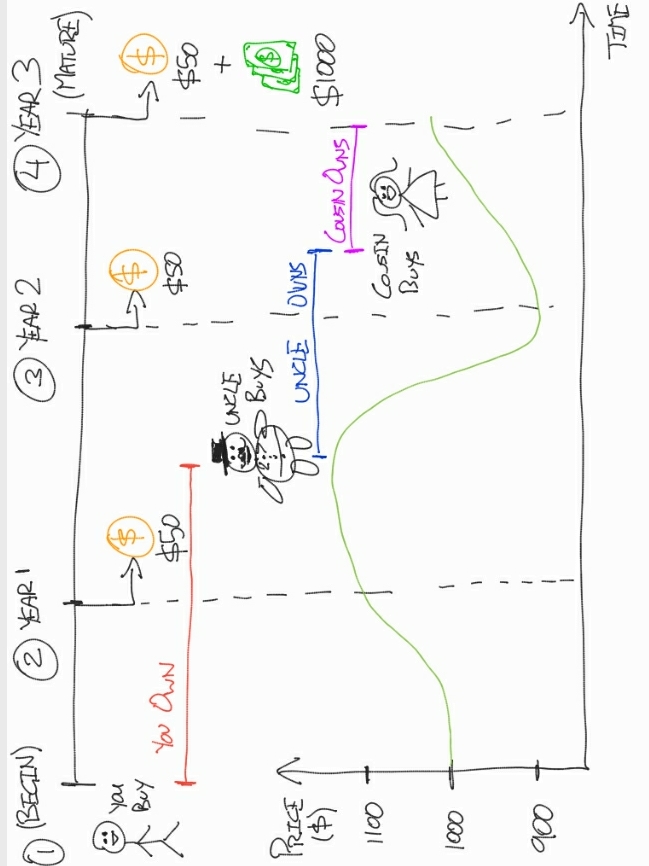 ① (BEGIN)
② YEAR 1
③ YEAR 2
④ YEAR 3
(MATURE)
YOU
BUY
$
$50
$
$50
$
$50
+
$
$1000
YOU OWN
UNCLE
BUYS
UNCLE OWNS
COUSIN OWNS
COUSIN
BUYS
PRICE
($)
1100
1000
900
TIME